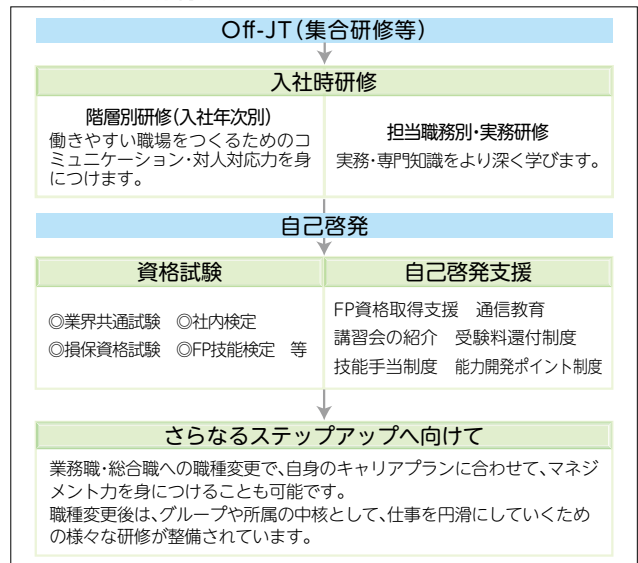 Off-JT(集合研修等)
入社時研修
階層別研修(入社年次別)
働きやすい職場をつくるためのコ
ミュニケーション・対人対応力を身
につけます。
担当職務別・実務研修
実務・専門知識をより深く学びます。
自己啓発
資格試験
◎業界共通試験 ◎社内検定
◎損保資格試験 ◎FP技能検定 等
自己啓発支援
FP資格取得支援 通信教育
講習会の紹介 受験料還付制度
技能手当制度 能力開発ポイント制度
さらなるステップアップへ向けて
業務職・総合職への職種変更で、自身のキャリアプランに合わせて、マネジ
メント力を身につけることも可能です。
職種変更後は、グループや所属の中核として、仕事を円滑にしていくため
の様々な研修が整備されています。